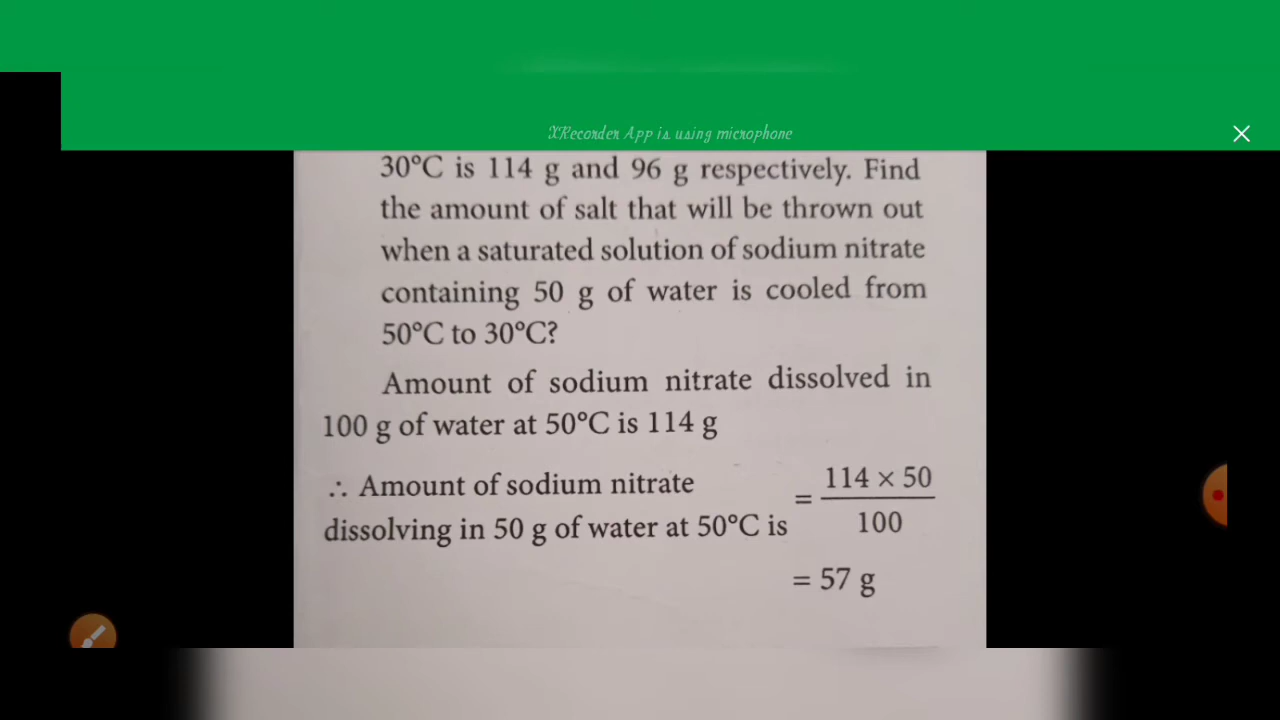 XRecorder App is using microphone
30°C is 114 g and 96 g respectively. Find
the amount of salt that will be thrown out
when a saturated solution of sodium nitrate
containing 50 g of water is cooled from
50°C to 30°C?
Amount of sodium nitrate dissolved in
100 g of water at 50°C is 114 g
∴ Amount of sodium nitrate
dissolving in 50 g of water at 50°C is
= 114 × 50
100
= 57 g